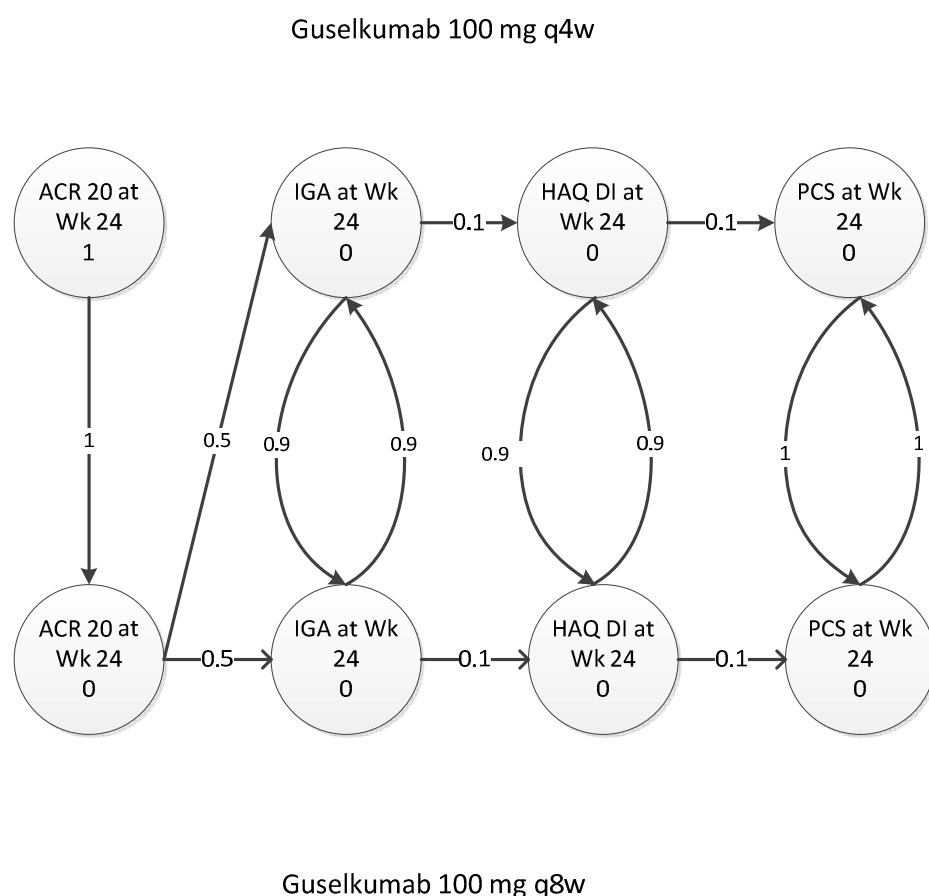 Guselkumab 100 mg q4w
ACR 20 at
Wk 24
1
IGA at Wk
24
0
HAQ DI at
Wk 24
0
PCS at Wk
24
0
0.1
0.1
1
0.5
0.9
0.9
0.9
0.9
1
1
ACR 20 at
Wk 24
0
IGA at Wk
24
0
HAQ DI at
Wk 24
0
PCS at Wk
24
0
0.5
0.1
0.1
Guselkumab 100 mg q8w